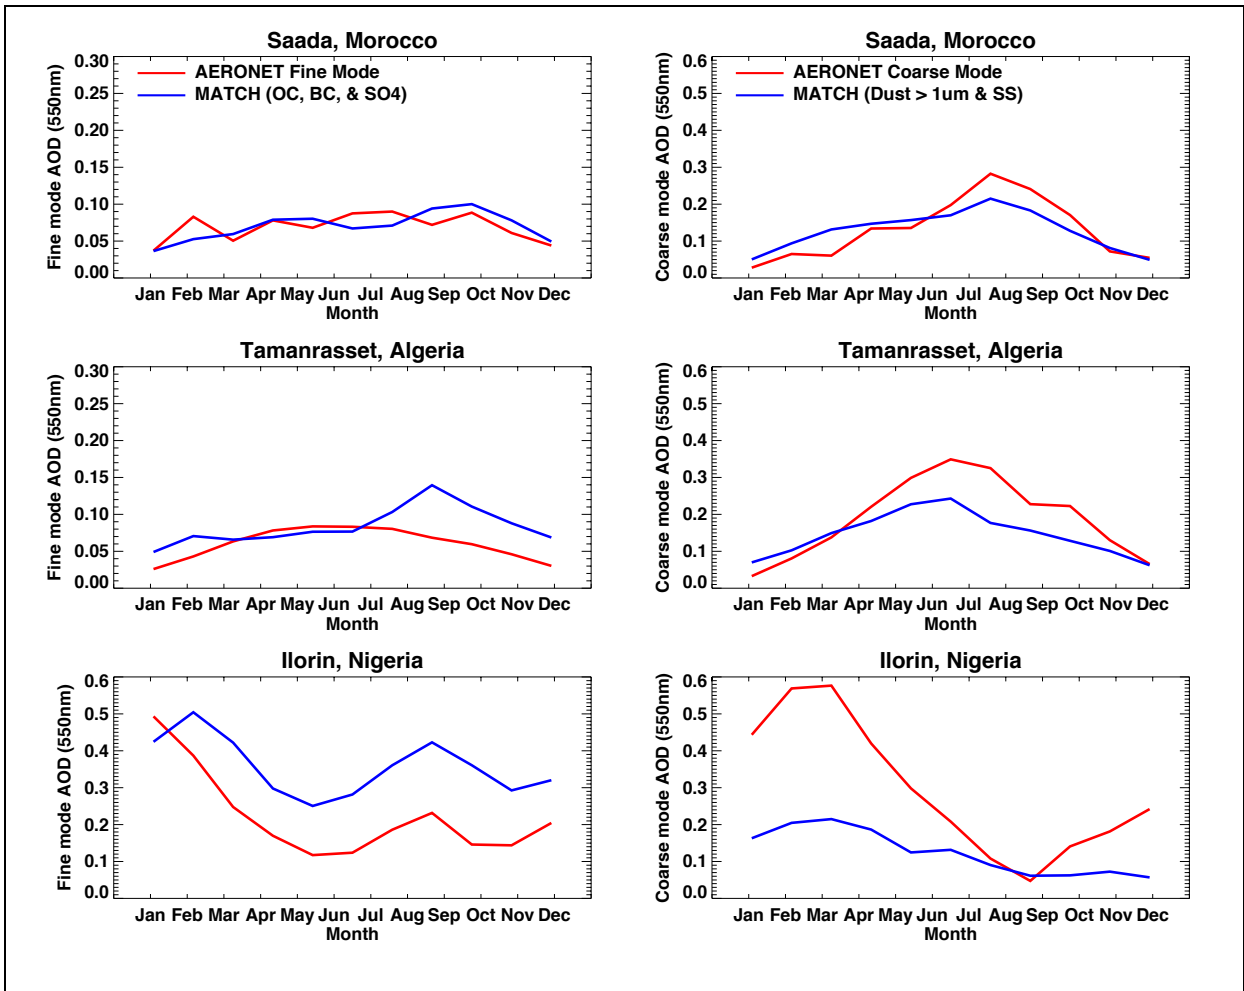 Saada, Morocco
0.30
0.25
0.20
0.15
0.10
0.05
0.00
Fine mode AOD (550nm)
AERONET Fine Mode
MATCH (OC, BC, & SO4)
Jan Feb Mar Apr May Jun Jul Aug Sep Oct Nov Dec
Month
Saada, Morocco
0.6
0.5
0.4
0.3
0.2
0.1
0.0
Coarse mode AOD (550nm)
AERONET Coarse Mode
MATCH (Dust > 1um & SS)
Jan Feb Mar Apr May Jun Jul Aug Sep Oct Nov Dec
Month
Tamanrasset, Algeria
0.30
0.25
0.20
0.15
0.10
0.05
0.00
Fine mode AOD (550nm)
Jan Feb Mar Apr May Jun Jul Aug Sep Oct Nov Dec
Month
Tamanrasset, Algeria
0.6
0.5
0.4
0.3
0.2
0.1
0.0
Coarse mode AOD (550nm)
Jan Feb Mar Apr May Jun Jul Aug Sep Oct Nov Dec
Month
Ilorin, Nigeria
0.6
0.5
0.4
0.3
0.2
0.1
0.0
Fine mode AOD (550nm)
Jan Feb Mar Apr May Jun Jul Aug Sep Oct Nov Dec
Month
Ilorin, Nigeria
0.6
0.5
0.4
0.3
0.2
0.1
0.0
Coarse mode AOD (550nm)
Jan Feb Mar Apr May Jun Jul Aug Sep Oct Nov Dec
Month